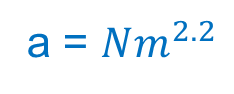 a = Nm^2.2